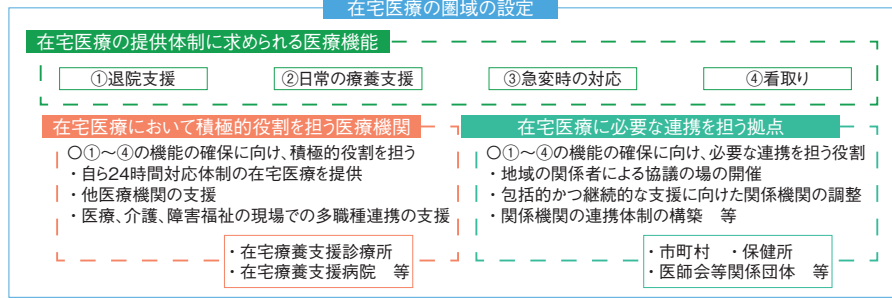 在宅医療の圏域の設定
在宅医療の提供体制に求められる医療機能
①退院支援
②日常の療養支援
③急変時の対応
④看取り
在宅医療において積極的役割を担う医療機関
〇①～④の機能の確保に向け、積極的役割を担う
・自ら24時間対応体制の在宅医療を提供
・他医療機関の支援
・医療、介護、障害福祉の現場での多職種連携の支援
・在宅療養支援診療所
・在宅療養支援病院　等
在宅医療に必要な連携を担う拠点
〇①～④の機能の確保に向け、必要な連携を担う役割
・地域の関係者による協議の場の開催
・包括的かつ継続的な支援に向けた関係機関の調整
・関係機関の連携体制の構築　等
・市町村　・保健所
・医師会等関係団体　等